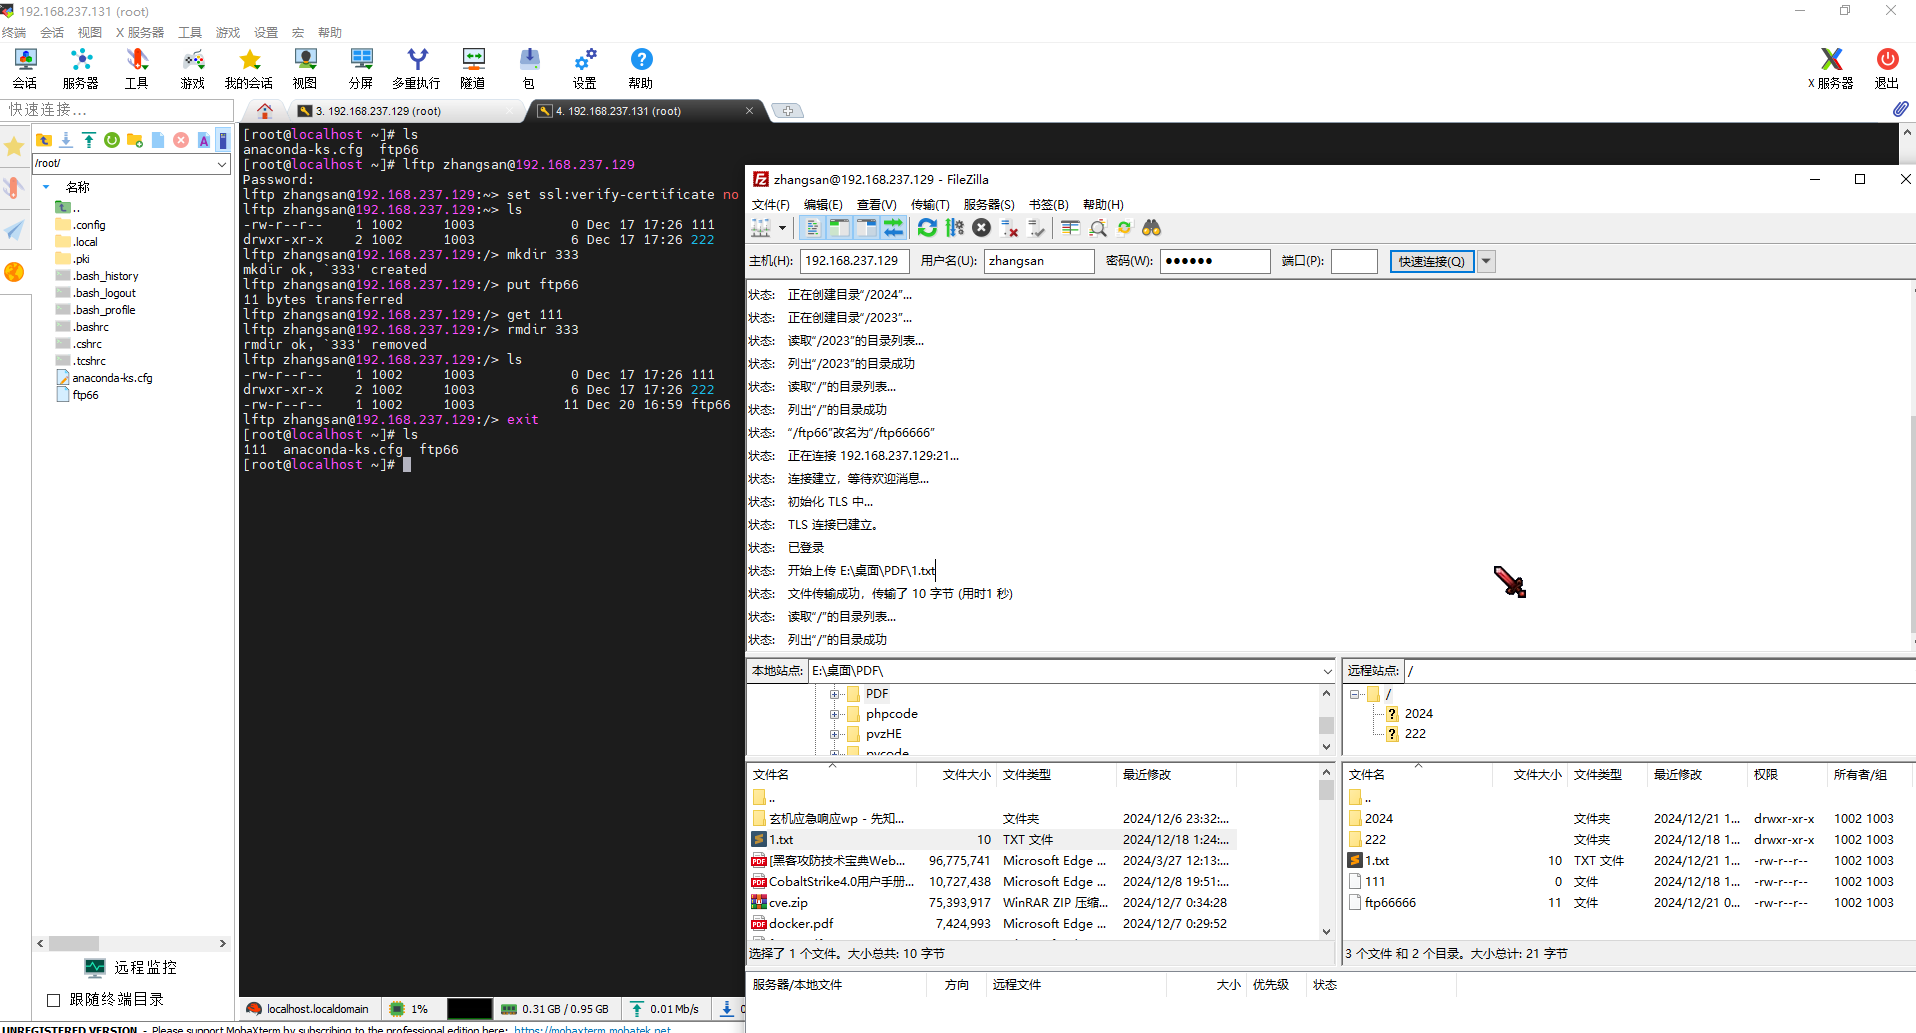 192.168.237.131 (root)
终端 会话 视图 X 服务器 工具 游戏 设置 宏 帮助
会话 服务器 工具 游戏 我的会话 视图 分屏 多重执行 隧道 包 设置 帮助 X 服务器 退出
快速连接...
3. 192.168.237.129 (root)
4. 192.168.237.131 (root)
/root/
名称
..
.config
.local
.pki
.bash_history
.bash_logout
.bash_profile
.bashrc
.cshrc
.tcshrc
anaconda-ks.cfg
ftp66
远程监控
跟随终端目录
[root@localhost ~]# ls
anaconda-ks.cfg  ftp66
[root@localhost ~]# lftp zhangsan@192.168.237.129
Password:
lftp zhangsan@192.168.237.129:~> set ssl:verify-certificate no
lftp zhangsan@192.168.237.129:~> ls
-rw-r--r--    1 1002     1003            0 Dec 17 17:26 111
drwxr-xr-x    2 1002     1003            6 Dec 17 17:26 222
lftp zhangsan@192.168.237.129:/> mkdir 333
mkdir ok, `333' created
lftp zhangsan@192.168.237.129:/> put ftp66
11 bytes transferred
lftp zhangsan@192.168.237.129:/> get 111
lftp zhangsan@192.168.237.129:/> rmdir 333
rmdir ok, `333' removed
lftp zhangsan@192.168.237.129:/> ls
-rw-r--r--    1 1002     1003            0 Dec 17 17:26 111
drwxr-xr-x    2 1002     1003            6 Dec 17 17:26 222
-rw-r--r--    1 1002     1003           11 Dec 20 16:59 ftp66
lftp zhangsan@192.168.237.129:/> exit
[root@localhost ~]# ls
111  anaconda-ks.cfg  ftp66
[root@localhost ~]#
zhangsan@192.168.237.129 - FileZilla
文件(F) 编辑(E) 查看(V) 传输(T) 服务器(S) 书签(B) 帮助(H)
主机(H): 192.168.237.129 用户名(U): zhangsan 密码(W): ●●●●●● 端口(P): 快速连接(Q)
状态: 正在创建目录“/2024”...
状态: 正在创建目录“/2023”...
状态: 读取“/2023”的目录列表...
状态: 列出“/2023”的目录成功
状态: 读取“/”的目录列表...
状态: 列出“/”的目录成功
状态: “/ftp66”改名为“/ftp66666”
状态: 正在连接 192.168.237.129:21...
状态: 连接建立，等待欢迎消息...
状态: 初始化 TLS 中...
状态: TLS 连接已建立。
状态: 已登录
状态: 开始上传 E:\桌面\PDF\1.txt
状态: 文件传输成功，传输了 10 字节 (用时1 秒)
状态: 读取“/”的目录列表...
状态: 列出“/”的目录成功
本地站点: E:\桌面\PDF\
PDF
phpcode
pvzHE
pycode
远程站点: /
/
2024
222
文件名 文件大小 文件类型 最近修改
..
玄机应急响应wp - 先知... 文件夹 2024/12/6 23:32:...
1.txt 10 TXT 文件 2024/12/18 1:24:...
[黑客攻防技术宝典Web... 96,775,741 Microsoft Edge ... 2024/3/27 12:13:...
CobaltStrike4.0用户手册... 10,727,438 Microsoft Edge ... 2024/12/8 19:51:...
cve.zip 75,393,917 WinRAR ZIP 压缩... 2024/12/7 0:34:28
docker.pdf 7,424,993 Microsoft Edge ... 2024/12/7 0:29:52
选择了 1 个文件。大小总共: 10 字节
文件名 文件大小 文件类型 最近修改 权限 所有者/组
..
2024 文件夹 2024/12/21 1... drwxr-xr-x 1002 1003
222 文件夹 2024/12/18 1... drwxr-xr-x 1002 1003
1.txt 10 TXT 文件 2024/12/21 1... -rw-r--r-- 1002 1003
111 0 文件 2024/12/18 1... -rw-r--r-- 1002 1003
ftp66666 11 文件 2024/12/21 0... -rw-r--r-- 1002 1003
3 个文件 和 2 个目录。大小总计: 21 字节
服务器/本地文件 方向 远程文件 大小 优先级 状态
localhost.localdomain 1% 0.31 GB / 0.95 GB 0.01 Mb/s
UNREGISTERED VERSION - Please support MobaXterm by subscribing to the professional edition here: https://mobaxterm.mobatek.net